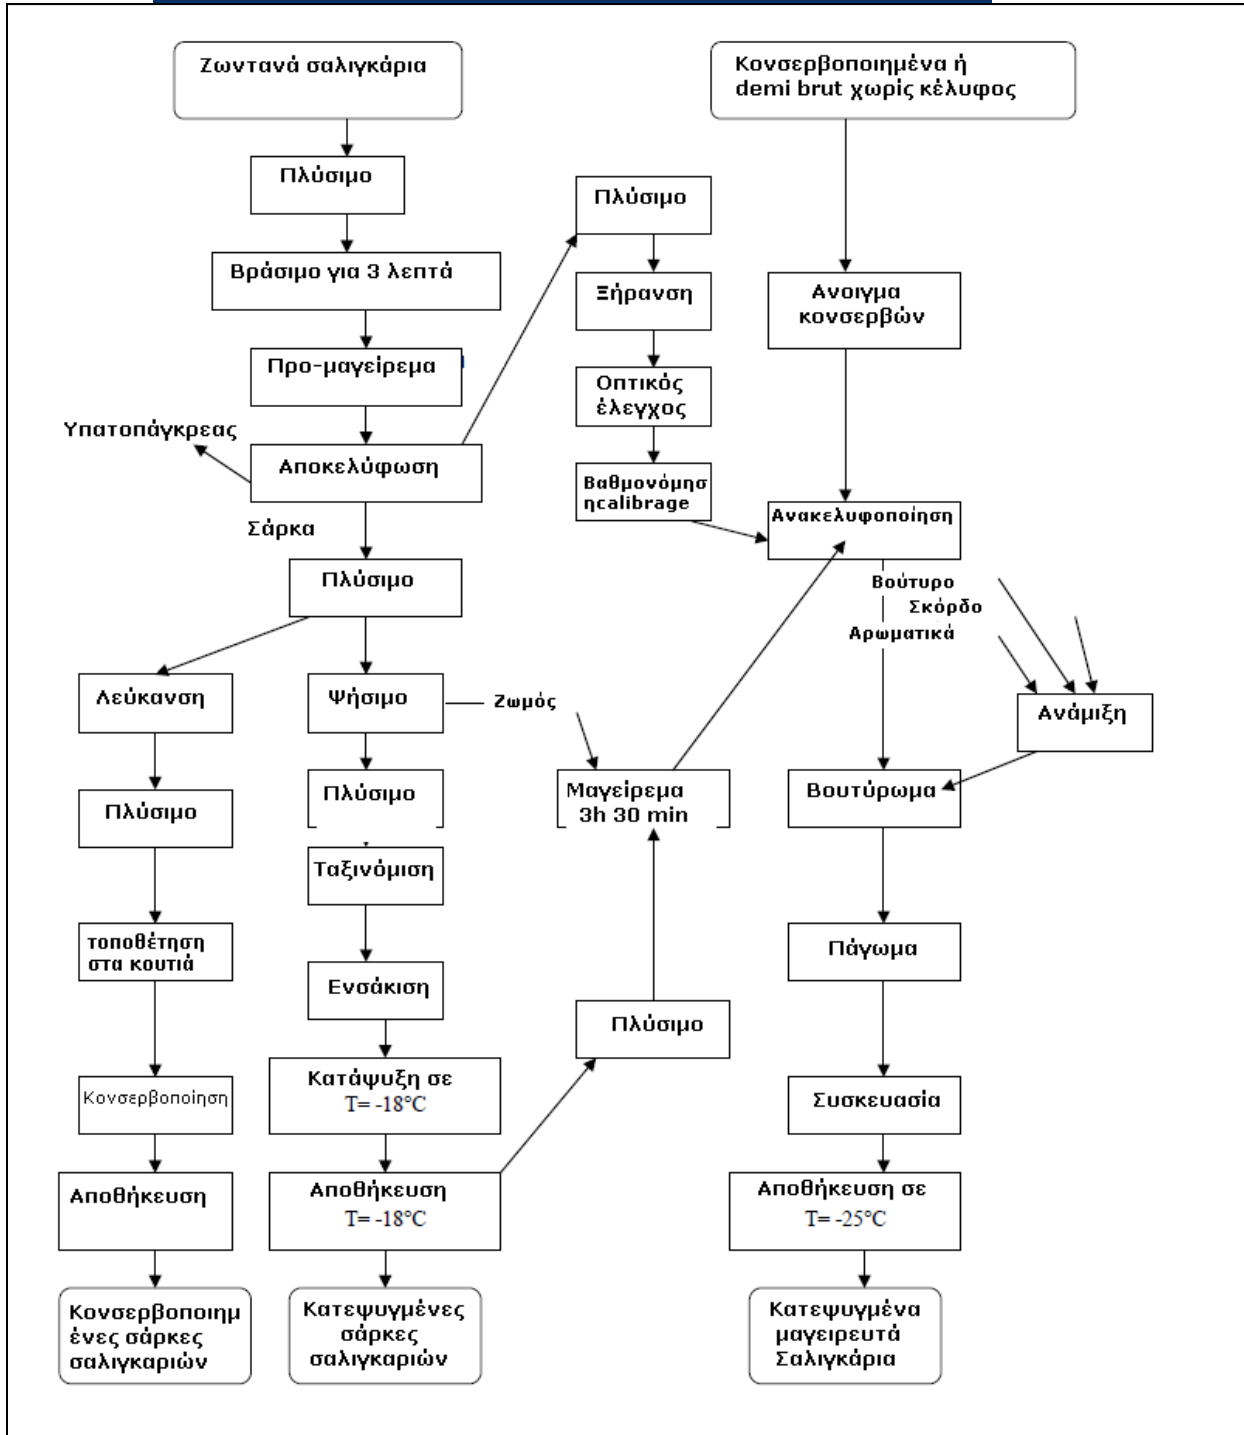 Ζωντανά σαλιγκάρια
Κονσερβοποιημένα ή
demi brut χωρίς κέλυφος
Πλύσιμο
Πλύσιμο
Βράσιμο για 3 λεπτά
Ξήρανση
Ανοιγμα
κονσερβών
Προ-μαγείρεμα
Οπτικός
έλεγχος
Υπατοπάγκρεας
Αποκελύφωση
Βαθμονόμησ
ηcalibrage
Ανακελυφοποίηση
Σάρκα
Πλύσιμο
Βούτυρο
Σκόρδο
Αρωματικά
Λεύκανση
Ψήσιμο
Ζωμός
Ανάμιξη
Πλύσιμο
Πλύσιμο
Μαγείρεμα
3h 30 min
Βουτύρωμα
Ταξινόμιση
τοποθέτηση
στα κουτιά
Πάγωμα
Ενσάκιση
Πλύσιμο
Κονσερβοποίηση
Κατάψυξη σε
T= -18°C
Συσκευασία
Αποθήκευση
Αποθήκευση
T= -18°C
Αποθήκευση σε
T= -25°C
Κονσερβοποιημ
ένες σάρκες
σαλιγκαριών
Κατεψυγμένες
σάρκες
σαλιγκαριών
Κατεψυγμένα
μαγειρευτά
Σαλιγκάρια